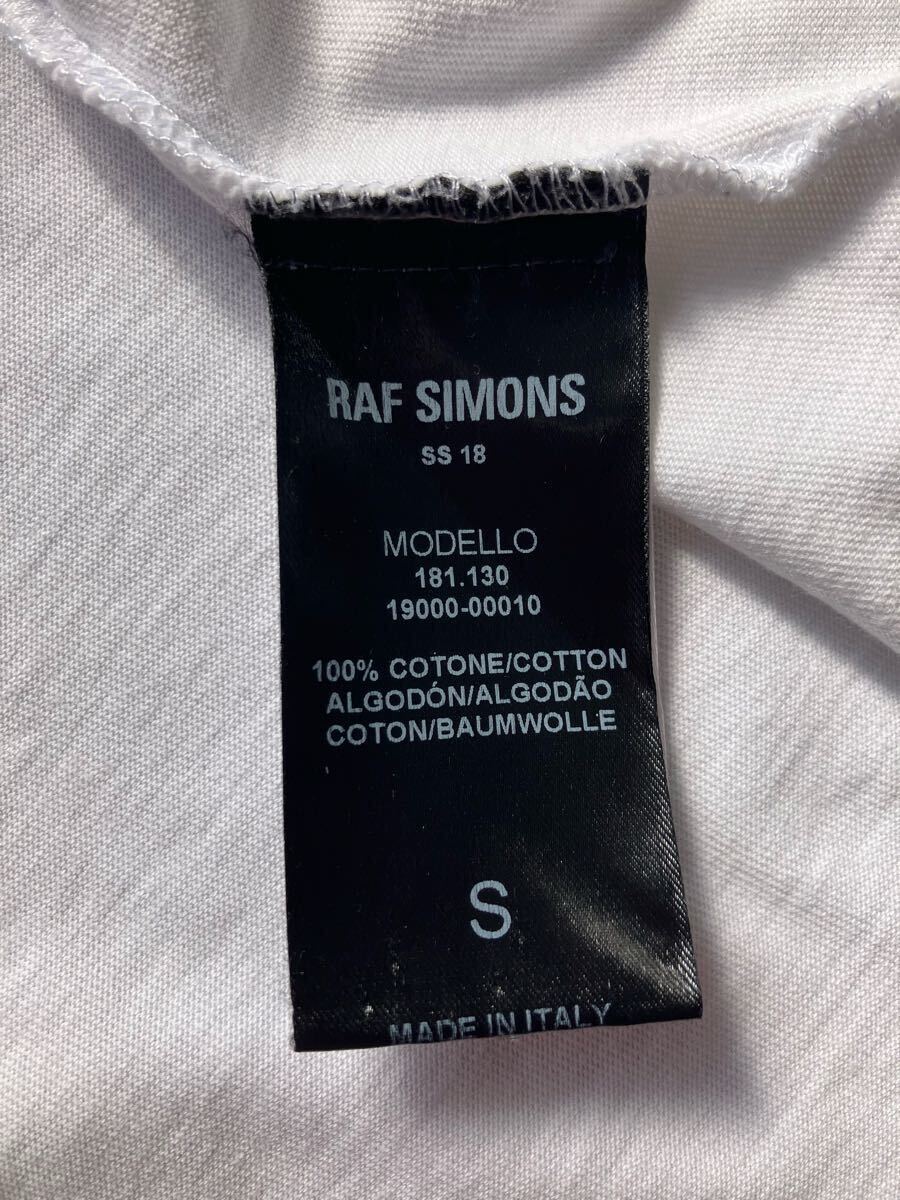 RAF SIMONS
SS 18
MODELLO
181.130
19000-00010
100% COTONE/COTTON
ALGODÓN/ALGODÃO
COTON/BAUMWOLLE
S
MADE IN ITALY